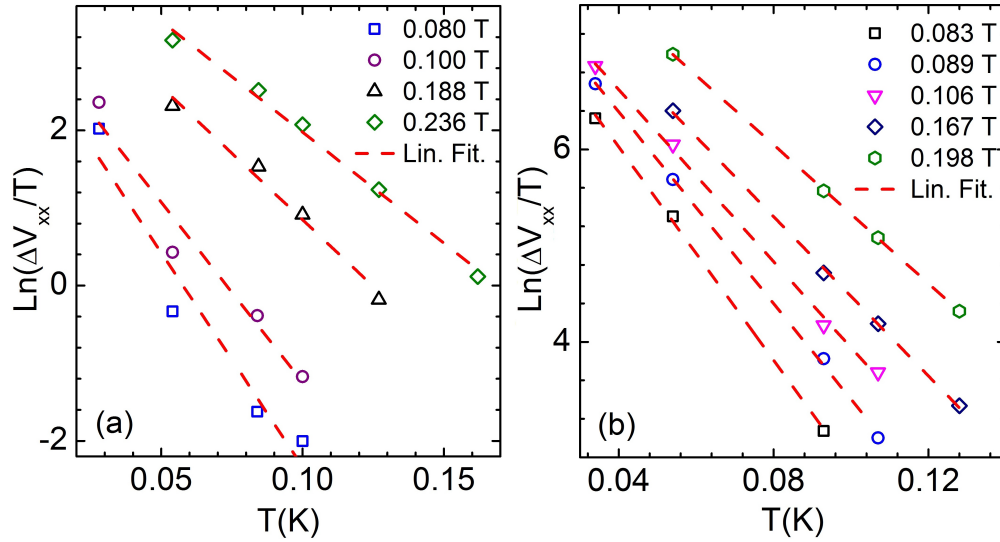 0.080 T
0.100 T
0.188 T
0.236 T
Lin. Fit.
2
0
-2
Ln(ΔVxx/T)
(a)
0.05
0.10
0.15
T(K)
0.083 T
0.089 T
0.106 T
0.167 T
0.198 T
Lin. Fit.
6
4
Ln(ΔVxx/T)
(b)
0.04
0.08
0.12
T(K)